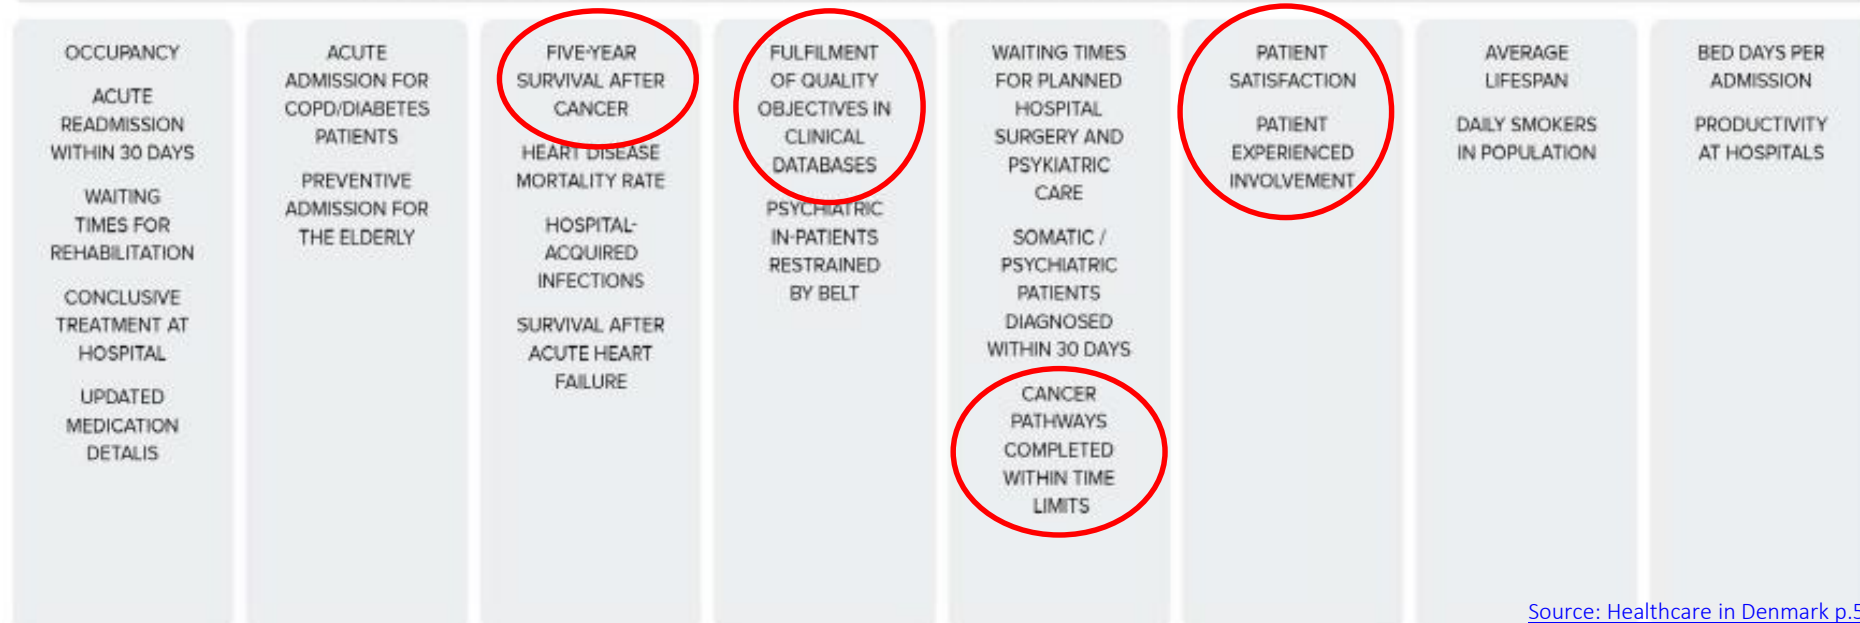 OCCUPANCY
ACUTE
READMISSION
WITHIN 30 DAYS
WAITING
TIMES FOR
REHABILITATION
CONCLUSIVE
TREATMENT AT
HOSPITAL
UPDATED
MEDICATION
DETALIS
ACUTE
ADMISSION FOR
COPD/DIABETES
PATIENTS
PREVENTIVE
ADMISSION FOR
THE ELDERLY
FIVE-YEAR
SURVIVAL AFTER
CANCER
HEART DISEASE
MORTALITY RATE
HOSPITAL-
ACQUIRED
INFECTIONS
SURVIVAL AFTER
ACUTE HEART
FAILURE
FULFILMENT
OF QUALITY
OBJECTIVES IN
CLINICAL
DATABASES
PSYCHIATRIC
IN-PATIENTS
RESTRAINED
BY BELT
WAITING TIMES
FOR PLANNED
HOSPITAL
SURGERY AND
PSYKIATRIC
CARE
SOMATIC /
PSYCHIATRIC
PATIENTS
DIAGNOSED
WITHIN 30 DAYS
CANCER
PATHWAYS
COMPLETED
WITHIN TIME
LIMITS
PATIENT
SATISFACTION
PATIENT
EXPERIENCED
INVOLVEMENT
AVERAGE
LIFESPAN
DAILY SMOKERS
IN POPULATION
BED DAYS PER
ADMISSION
PRODUCTIVITY
AT HOSPITALS
Source: Healthcare in Denmark p.5